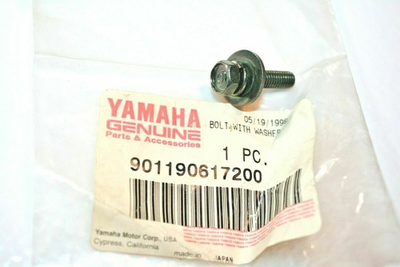 YAMAHA
GENUINE
Parts & Accessories
05/19/1998
BOLT, WITH WASHER
1 PC.
901190617200
Yamaha Motor Corp., USA
Cypress, California
Made in JAPAN